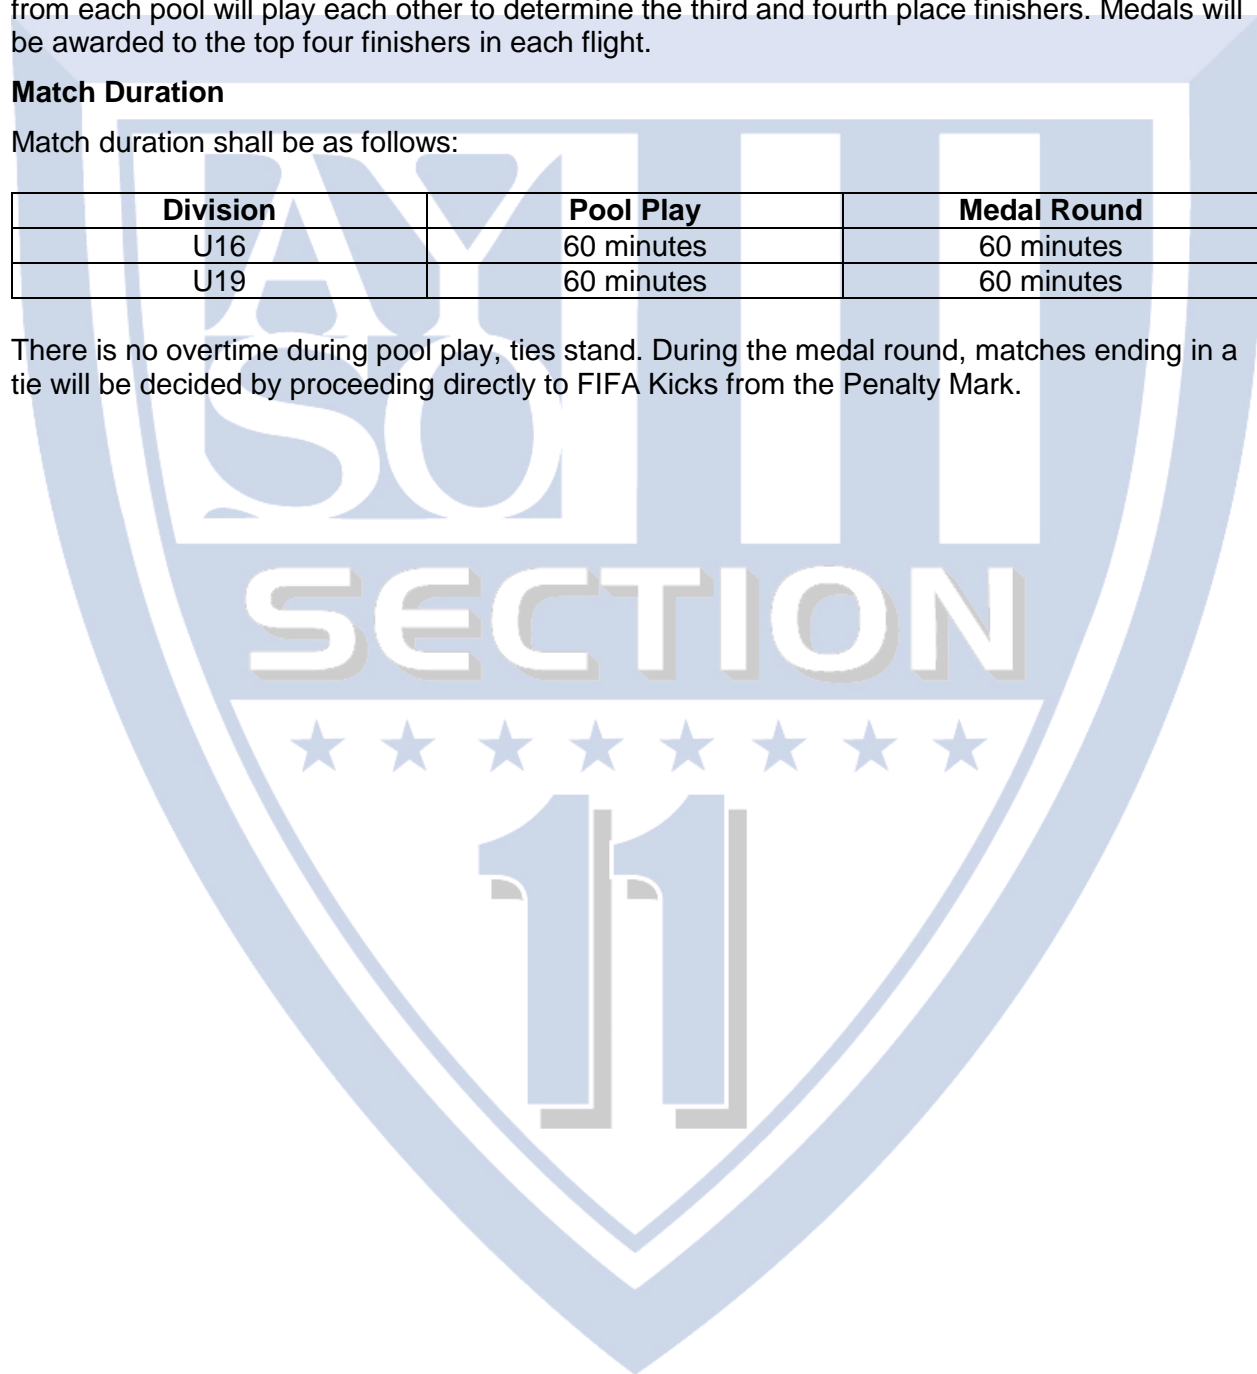 from each pool will play each other to determine the third and fourth place finishers. Medals will
be awarded to the top four finishers in each flight.
Match Duration
Match duration shall be as follows:
Division Pool Play Medal Round
U16 60 minutes 60 minutes
U19 60 minutes 60 minutes
There is no overtime during pool play, ties stand. During the medal round, matches ending in a
tie will be decided by proceeding directly to FIFA Kicks from the Penalty Mark.
AY
SO
SECTION
11